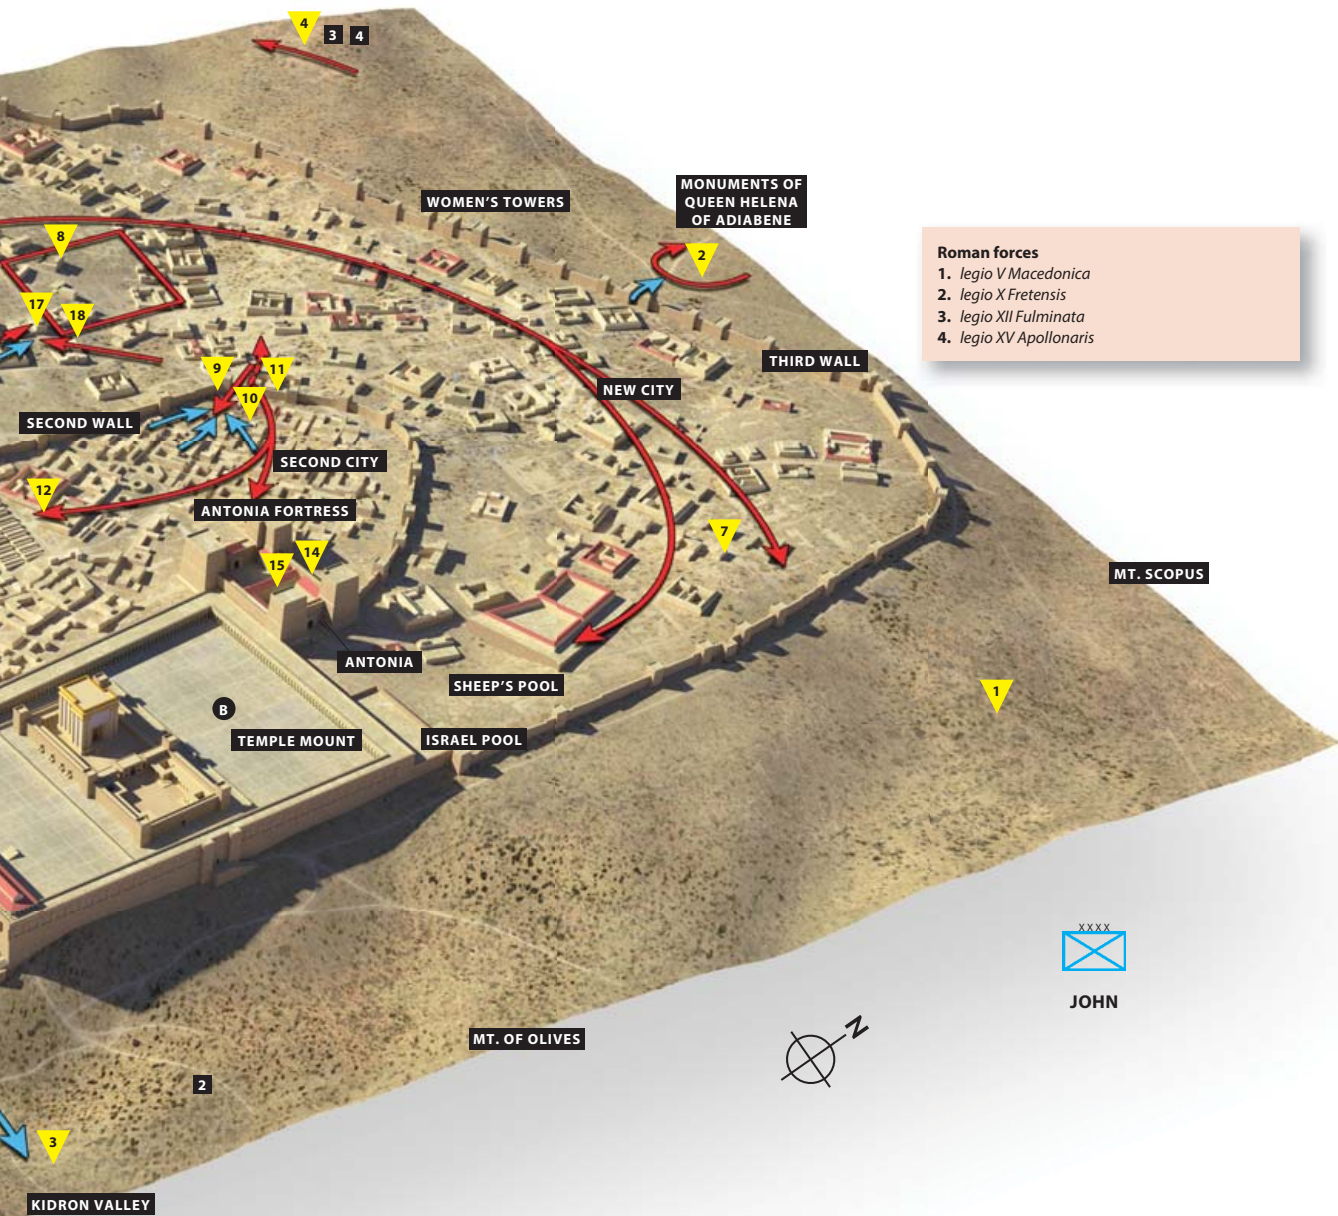 4
3 4
MONUMENTS OF
QUEEN HELENA
OF ADIABENE
WOMEN'S TOWERS
8
2
Roman forces
1. legio V Macedonica
2. legio X Fretensis
3. legio XII Fulminata
4. legio XV Apollonaris
17
18
THIRD WALL
9
11
NEW CITY
10
SECOND WALL
SECOND CITY
12
ANTONIA FORTRESS
7
14
15
MT. SCOPUS
ANTONIA
SHEEP'S POOL
1
B
TEMPLE MOUNT
ISRAEL POOL
XXXX
JOHN
N
MT. OF OLIVES
2
3
KIDRON VALLEY